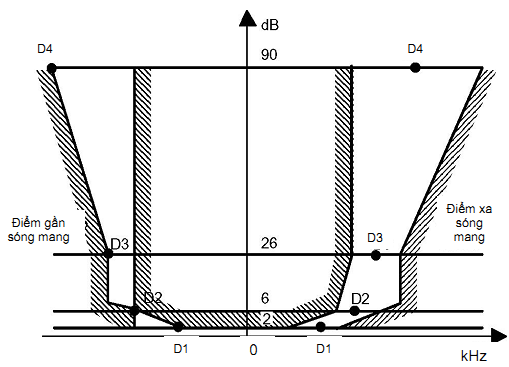 dB
D4
90
D4
Điểm gần
sóng mang
Điểm xa
sóng
mang
D3
26
D3
D2
6
D2
2
D1
0
D1
kHz